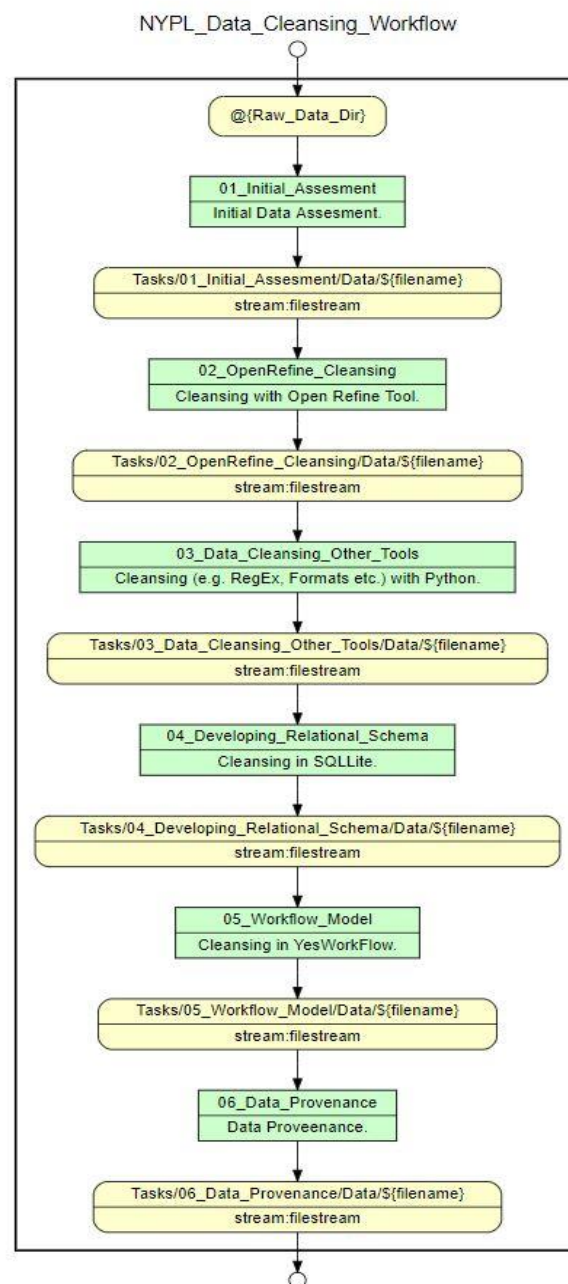 NYPL_Data_Cleansing_Workflow
@{Raw_Data_Dir}
01_Initial_Assesment
Initial Data Assesment.
Tasks/01_Initial_Assesment/Data/${filename}
stream:filestream
02_OpenRefine_Cleansing
Cleansing with Open Refine Tool.
Tasks/02_OpenRefine_Cleansing/Data/${filename}
stream:filestream
03_Data_Cleansing_Other_Tools
Cleansing (e.g. RegEx, Formats etc.) with Python.
Tasks/03_Data_Cleansing_Other_Tools/Data/${filename}
stream:filestream
04_Developing_Relational_Schema
Cleansing in SQLLite.
Tasks/04_Developing_Relational_Schema/Data/${filename}
stream:filestream
05_Workflow_Model
Cleansing in YesWorkFlow.
Tasks/05_Workflow_Model/Data/${filename}
stream:filestream
06_Data_Provenance
Data Proveenance.
Tasks/06_Data_Provenance/Data/${filename}
stream:filestream